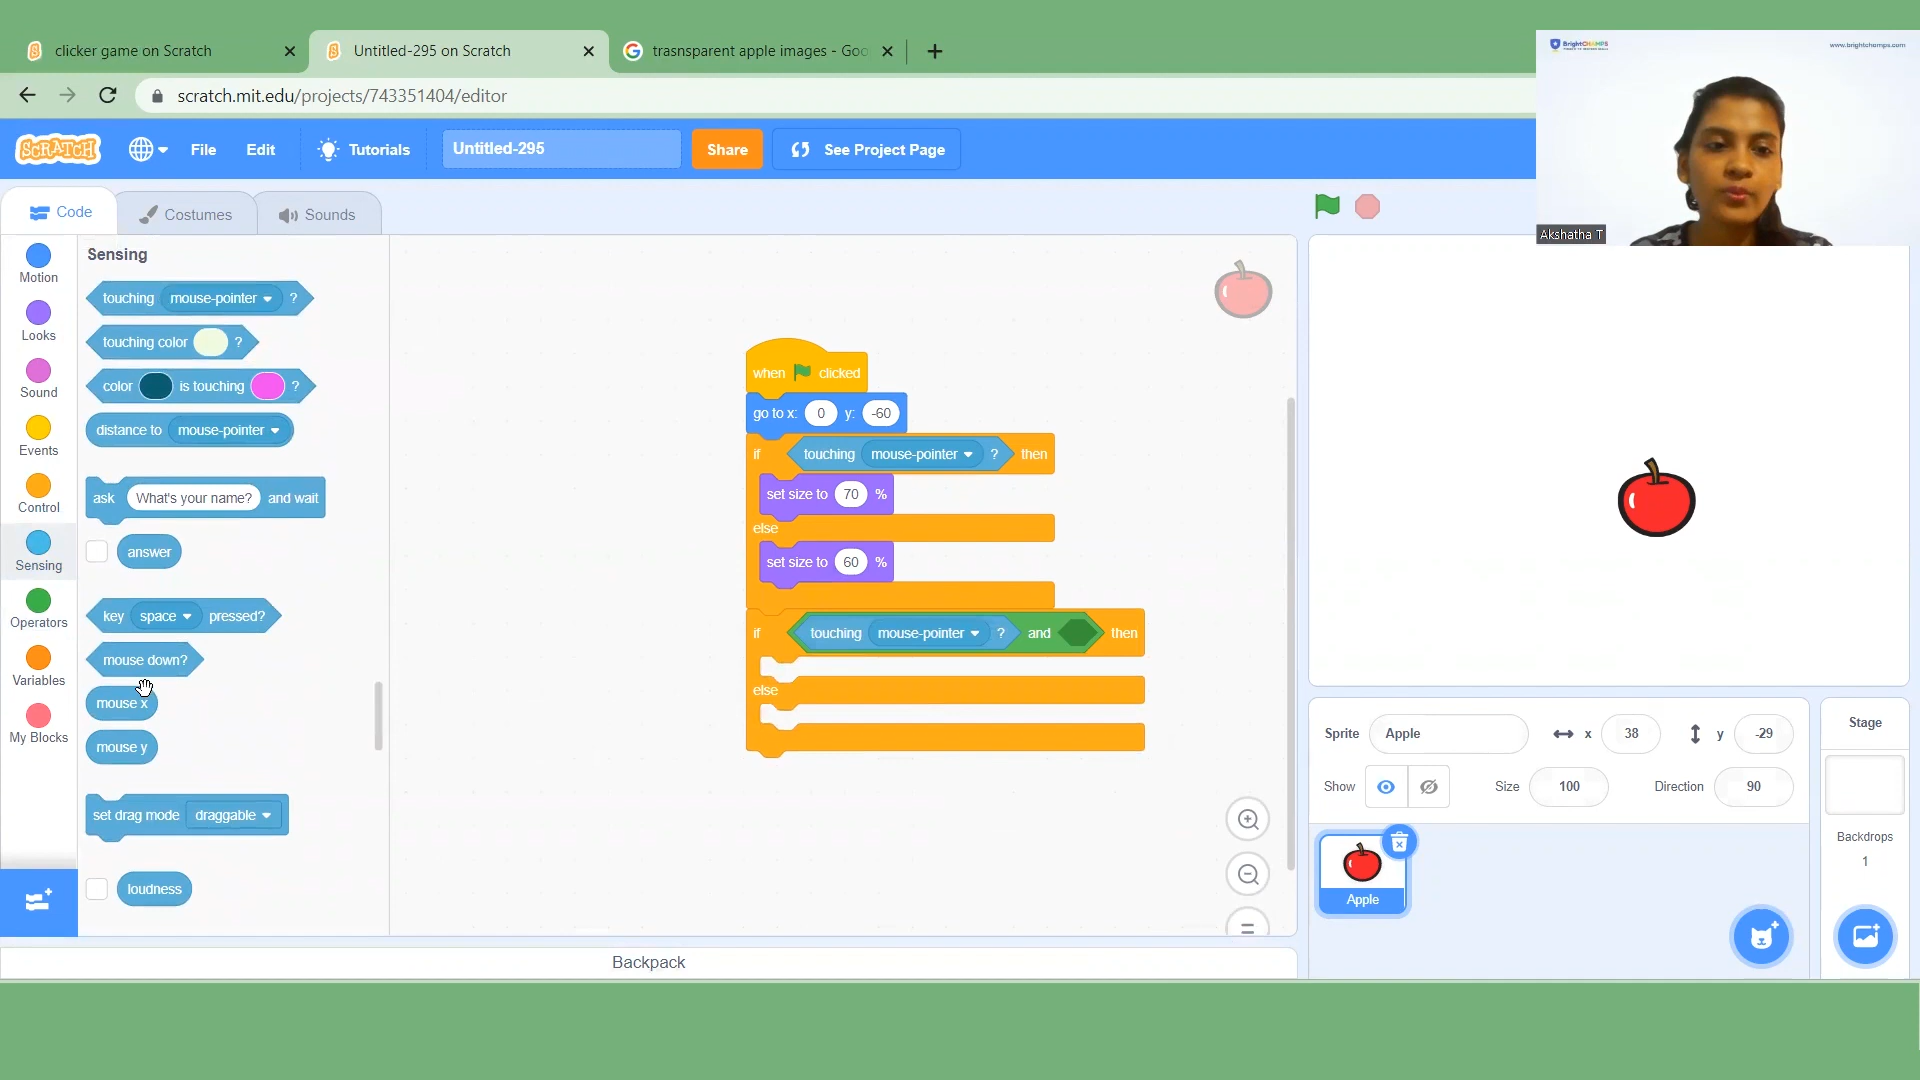 clicker game on Scratch
Untitled-295 on Scratch
trasnsparent apple images - Goo
scratch.mit.edu/projects/743351404/editor
BrightCHAMPS
www.brightchamps.com
Akshatha T
SCRATCH
File
Edit
Tutorials
Untitled-295
Share
See Project Page
Code
Costumes
Sounds
Motion
Looks
Sound
Events
Control
Sensing
Operators
Variables
My Blocks
Sensing
touching mouse-pointer ?
touching color ?
color is touching ?
distance to mouse-pointer
ask What's your name? and wait
answer
key space pressed?
mouse down?
mouse x
mouse y
set drag mode draggable
loudness
when clicked
go to x: 0 y: -60
if touching mouse-pointer ? then
set size to 70 %
else
set size to 60 %
if touching mouse-pointer ? and then
else
Sprite Apple x 38 y -29
Show Size 100 Direction 90
Apple
Stage
Backdrops
1
Backpack